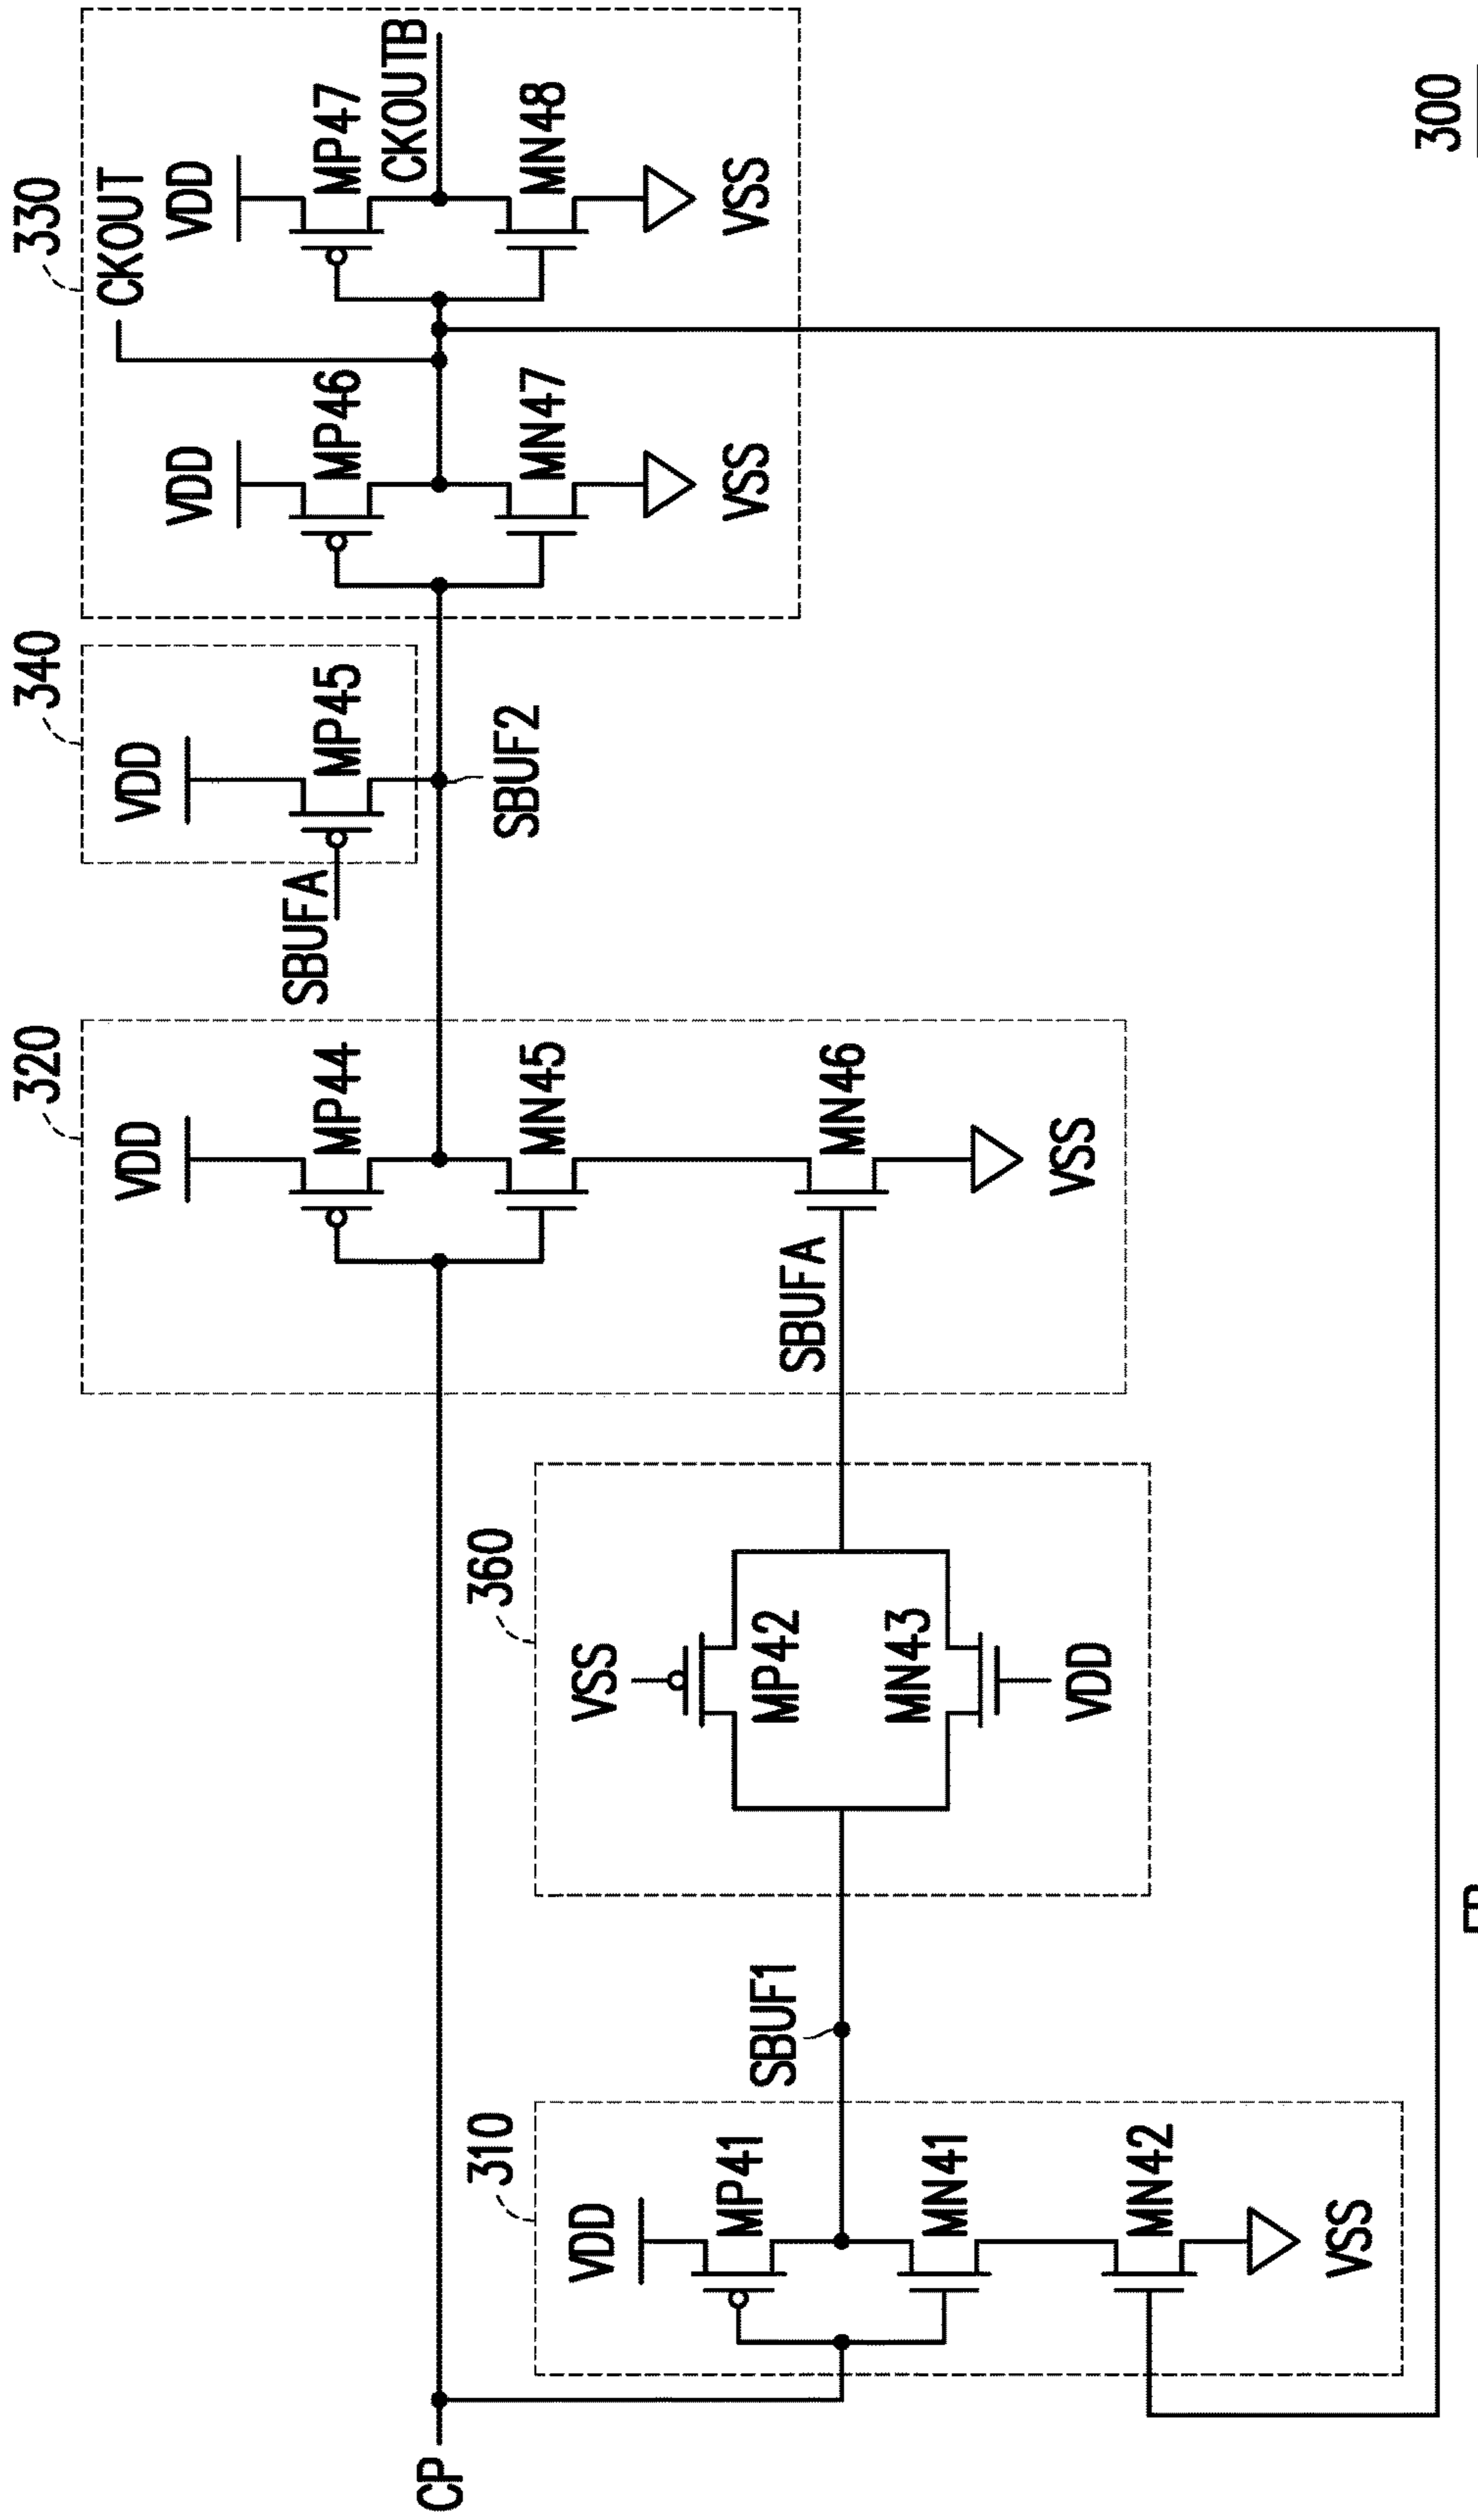 320
340
330
VDD
VDD
CKOUT
VDD
VDD
SBUFA
MP44
MP45
MP46
MP47
CKOUTB
CP
310
360
SBUF2
MN45
MN47
MN48
VDD
VSS
MP41
VSS
VSS
SBUF1
MP42
SBUFA
MN46
MN43
MN41
VSS
VDD
MN42
VSS
300